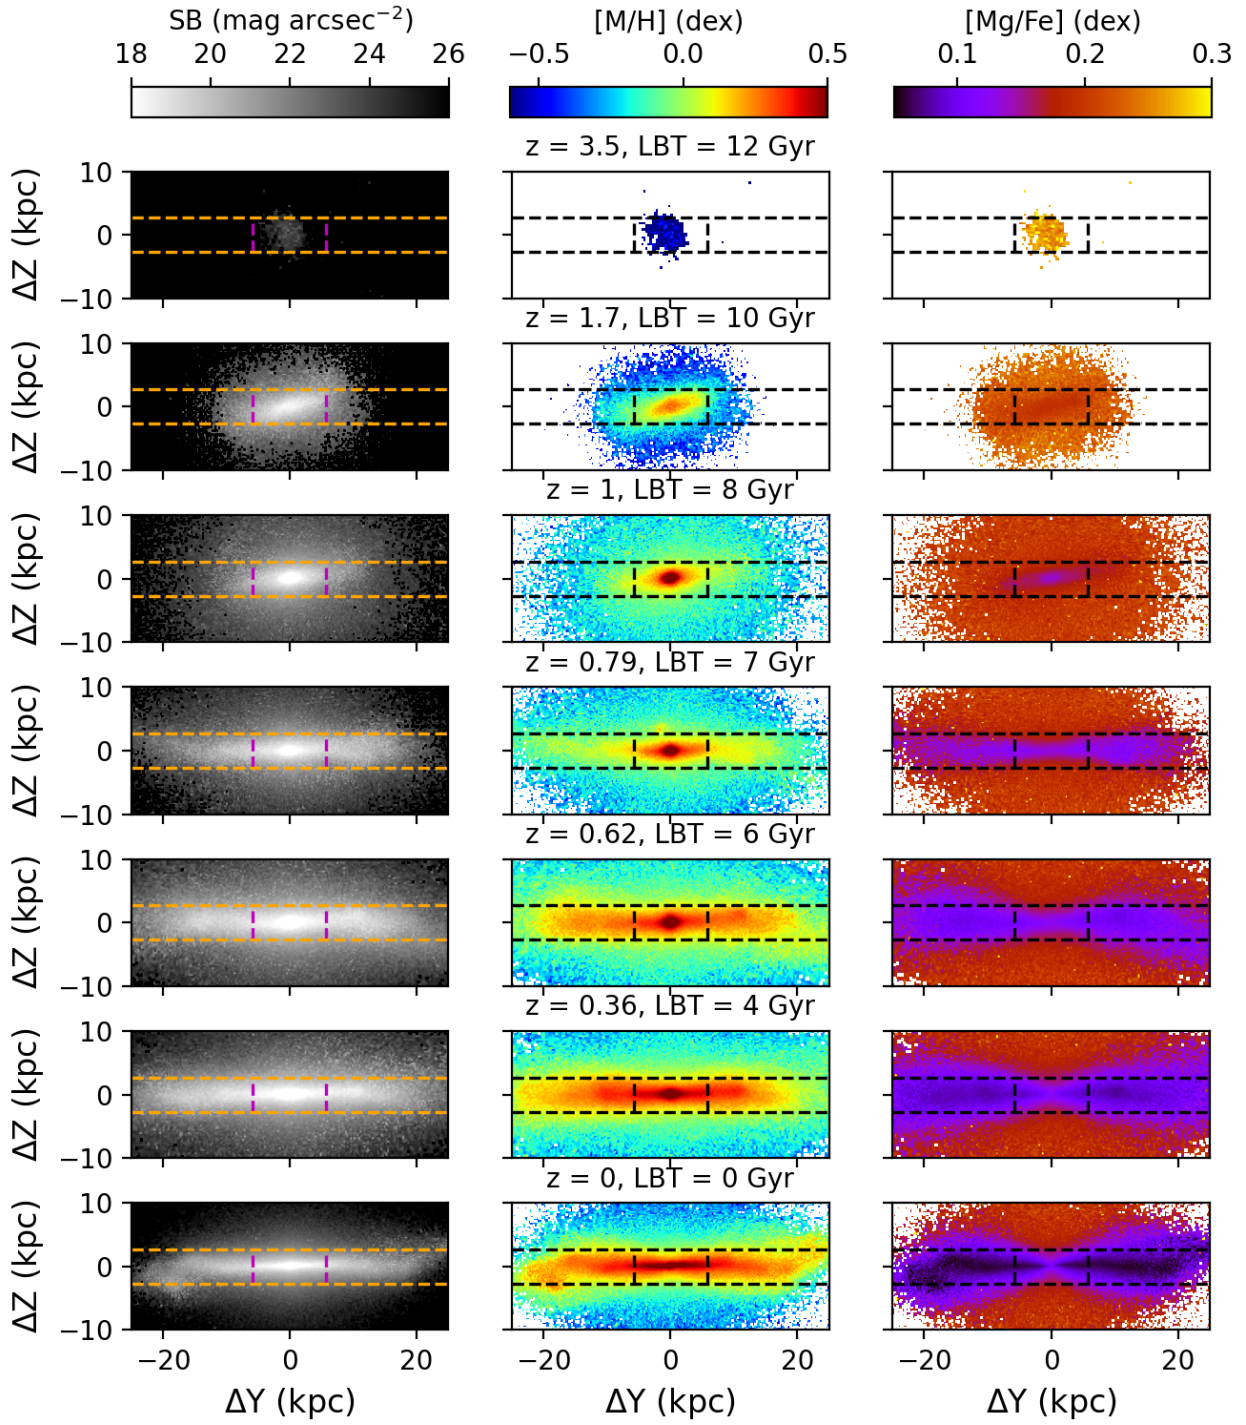 SB (mag arcsec⁻²) [M/H] (dex) [Mg/Fe] (dex)
18 20 22 24 26 −0.5 0.0 0.5 0.1 0.2 0.3
z = 3.5, LBT = 12 Gyr
10
0
−10
ΔZ (kpc)
z = 1.7, LBT = 10 Gyr
10
0
−10
ΔZ (kpc)
z = 1, LBT = 8 Gyr
10
0
−10
ΔZ (kpc)
z = 0.79, LBT = 7 Gyr
10
0
−10
ΔZ (kpc)
z = 0.62, LBT = 6 Gyr
10
0
−10
ΔZ (kpc)
z = 0.36, LBT = 4 Gyr
10
0
−10
ΔZ (kpc)
z = 0, LBT = 0 Gyr
10
0
−10
ΔZ (kpc)
−20 0 20 −20 0 20 −20 0 20
ΔY (kpc) ΔY (kpc) ΔY (kpc)